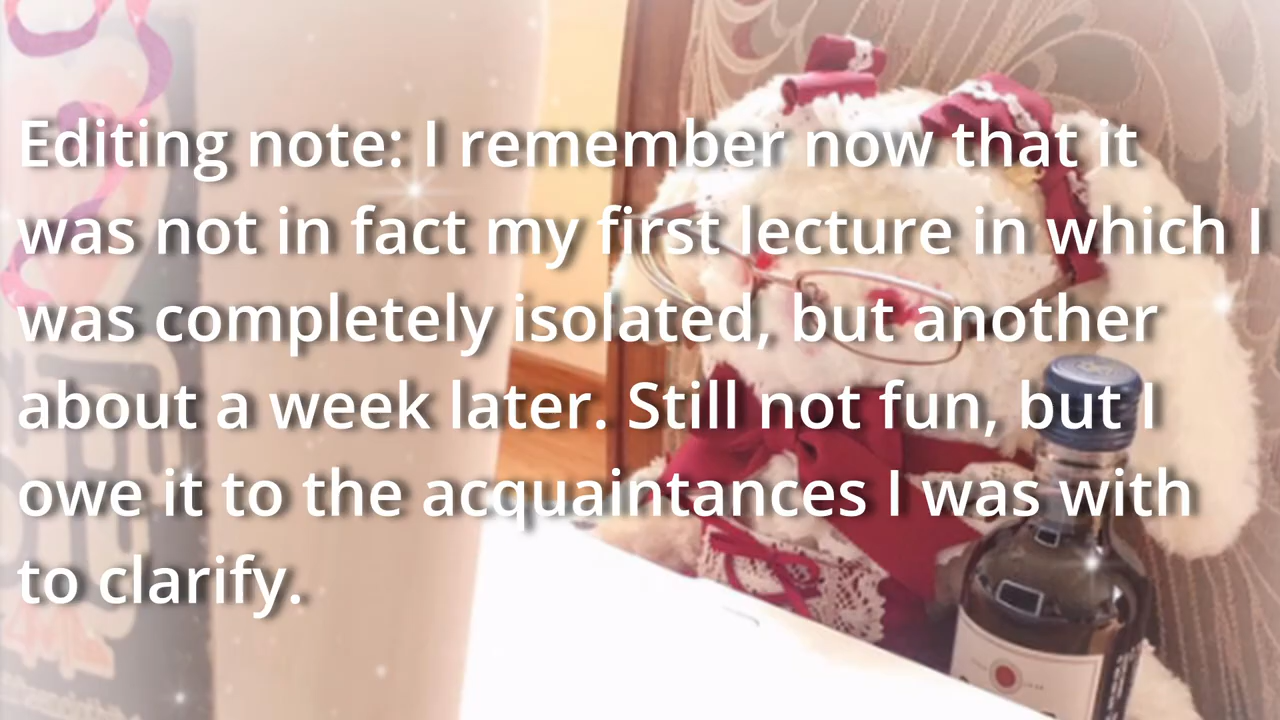 Editing note: I remember now that it
was not in fact my first lecture in which I
was completely isolated, but another
about a week later. Still not fun, but I
owe it to the acquaintances I was with
to clarify.